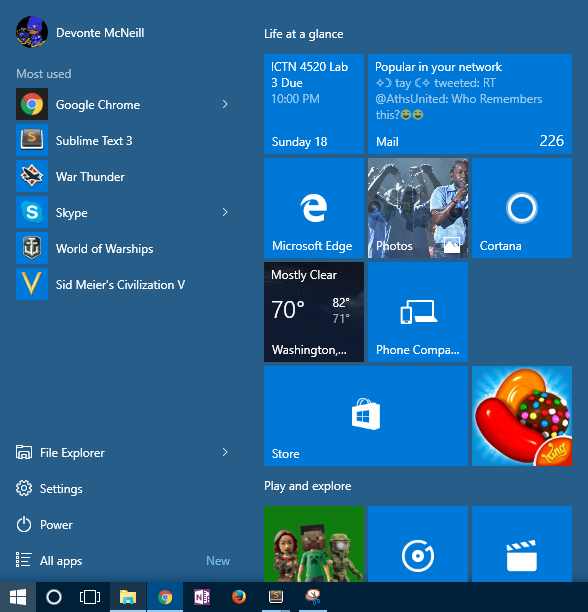 Devonte McNeill
Most used
Google Chrome
Sublime Text 3
War Thunder
Skype
World of Warships
Sid Meier's Civilization V
File Explorer
Settings
Power
All apps New
Life at a glance
ICTN 4520 Lab
3 Due
10:00 PM
Sunday 18
Popular in your network
✧☽ tay ☾✧ tweeted: RT
@AthsUnited: Who Remembers
this?😂😂
Mail 226
Microsoft Edge
Photos
Cortana
Mostly Clear
70° 82°
71°
Washington,...
Phone Compa...
Store
King
Play and explore